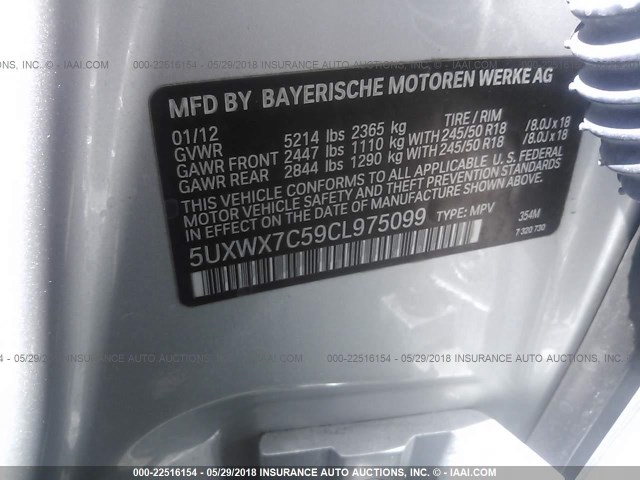 000-22516154 - 05/29/2018 INSURANCE AUTO AUCTIONS, INC. - © IAAI.COM
MFD BY BAYERISCHE MOTOREN WERKE AG
01/12 TIRE / RIM
GVWR 5214 lbs 2365 kg
GAWR FRONT 2447 lbs 1110 kg WITH 245/50 R18 / 8.0J x 18
GAWR REAR 2844 lbs 1290 kg WITH 245/50 R18 / 8.0J x 18
THIS VEHICLE CONFORMS TO ALL APPLICABLE U. S. FEDERAL
MOTOR VEHICLE SAFETY AND THEFT PREVENTION STANDARDS
IN EFFECT ON THE DATE OF MANUFACTURE SHOWN ABOVE.
5UXWX7C59CL975099 TYPE: MPV 354M
7 320 730
000-22516154 - 05/29/2018 INSURANCE AUTO AUCTIONS, INC. - © IAAI.COM
000-22516154 - 05/29/2018 INSURANCE AUTO AUCTIONS, INC. - © IAAI.COM